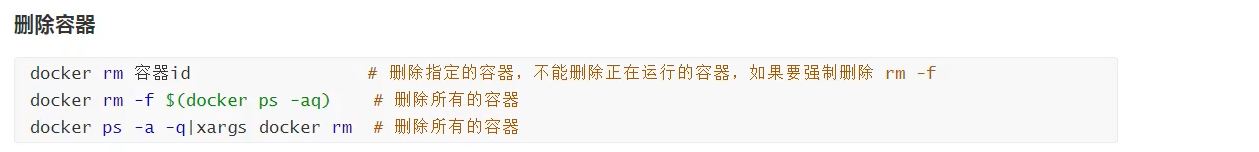 删除容器
docker rm 容器id # 删除指定的容器，不能删除正在运行的容器，如果要强制删除 rm -f
docker rm -f $(docker ps -aq) # 删除所有的容器
docker ps -a -q|xargs docker rm # 删除所有的容器